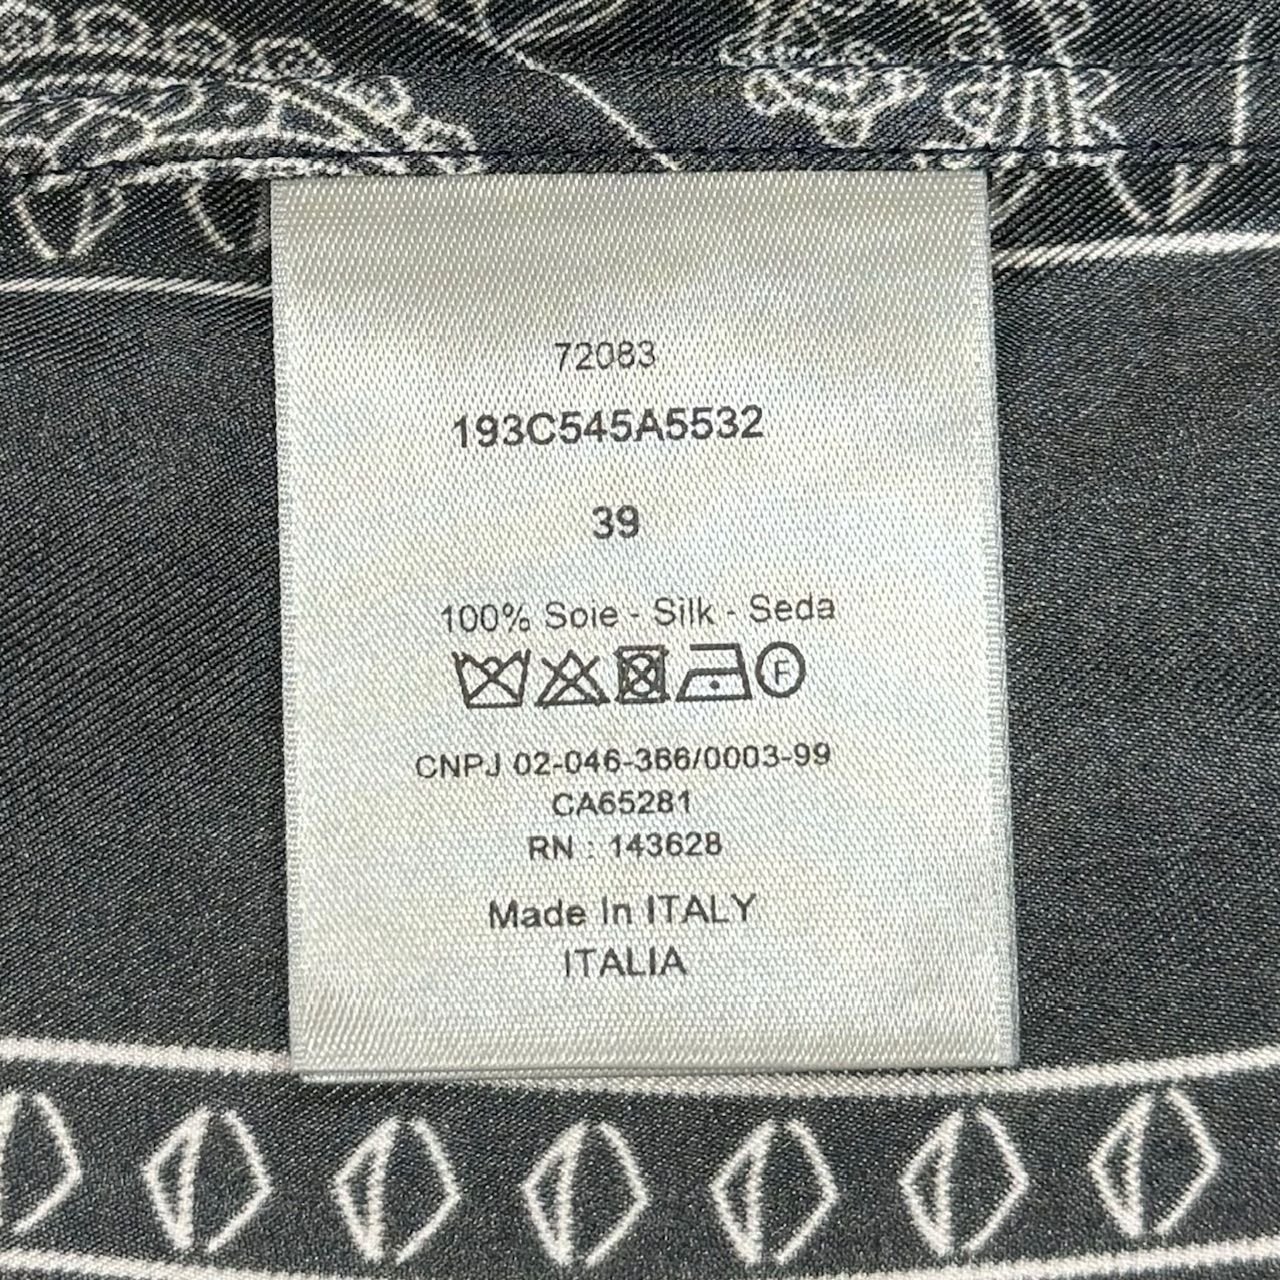 72083
193C545A5532
39
100% Soie - Silk - Seda
F
CNPJ 02-046-366/0003-99
CA65281
RN : 143628
Made In ITALY
ITALIA